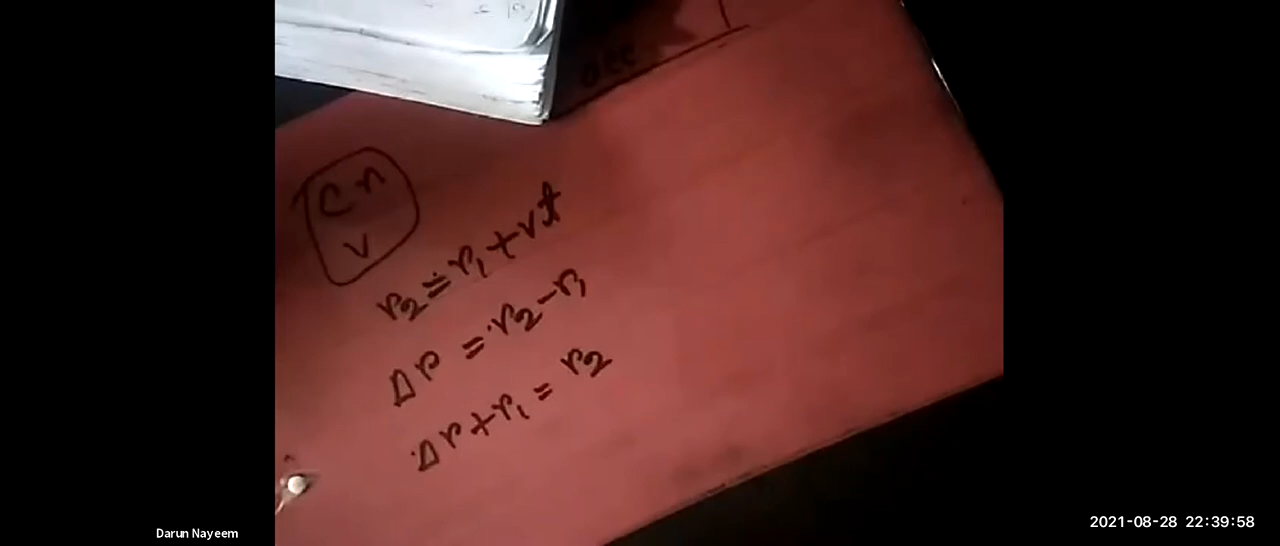 Cn
v
r₂ = r₁ + vt
Δr = r₂ - r₁
Δr + r₁ = r₂
Darun Nayeem
2021-08-28 22:39:58